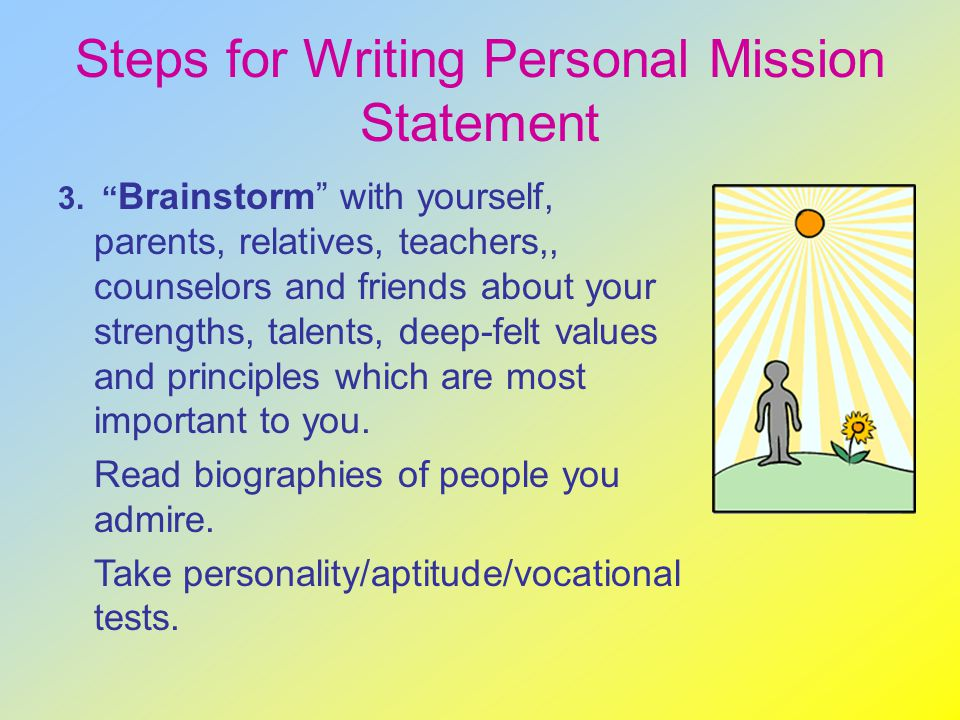 Steps for Writing Personal Mission
Statement
3. “Brainstorm” with yourself,
parents, relatives, teachers,,
counselors and friends about your
strengths, talents, deep-felt values
and principles which are most
important to you.
Read biographies of people you
admire.
Take personality/aptitude/vocational
tests.